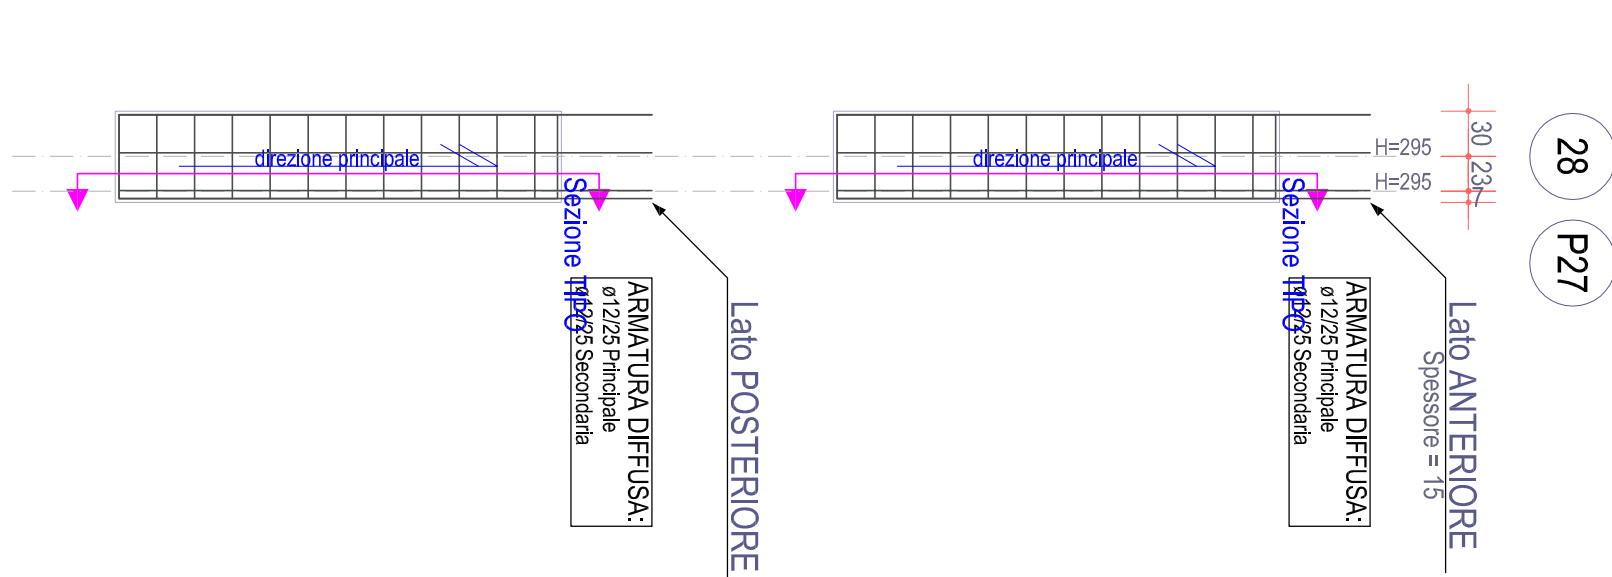 direzione principale
Sezione TIPO
ARMATURA DIFFUSA:
ø12/25 Principale
ø12/25 Secondaria
Lato POSTERIORE
direzione principale
Sezione TIPO
ARMATURA DIFFUSA:
ø12/25 Principale
ø12/25 Secondaria
H=295
H=295
Lato ANTERIORE
Spessore = 15
30
23
7
28
P27